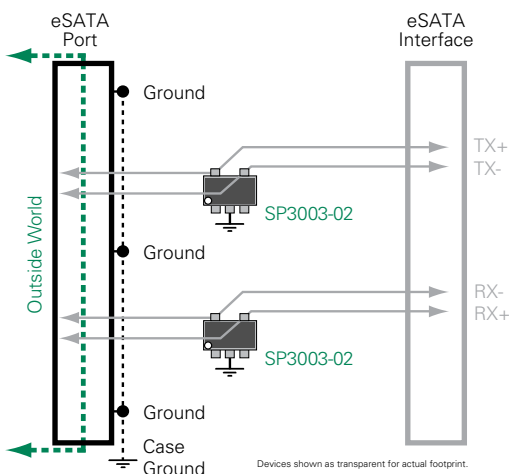 eSATA
Port
eSATA
Interface
Ground
TX+
TX-
SP3003-02
Outside World
Ground
RX-
RX+
SP3003-02
Ground
Case
Ground
Devices shown as transparent for actual footprint.